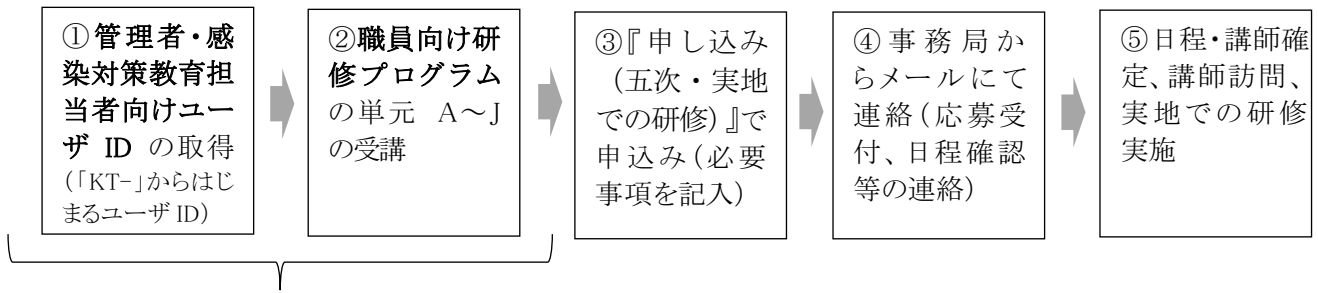 ①管理者・感
染対策教育担
当者向けユー
ザ ID の取得
(「KT-」からはじ
まるユーザ ID)
②職員向け研
修プログラム
の単元 A～J
の受講
③『申し込み
(五次・実地
での研修)』で
申込み(必要
事項を記入)
④事務局か
らメールにて
連絡(応募受
付、日程確認
等の連絡)
⑤日程・講師確
定、講師訪問、
実地での研修
実施